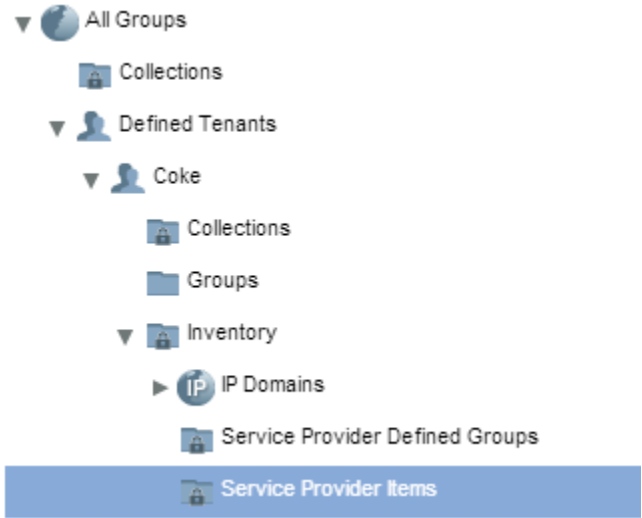 All Groups
Collections
Defined Tenants
Coke
Collections
Groups
Inventory
IP IP Domains
Service Provider Defined Groups
Service Provider Items